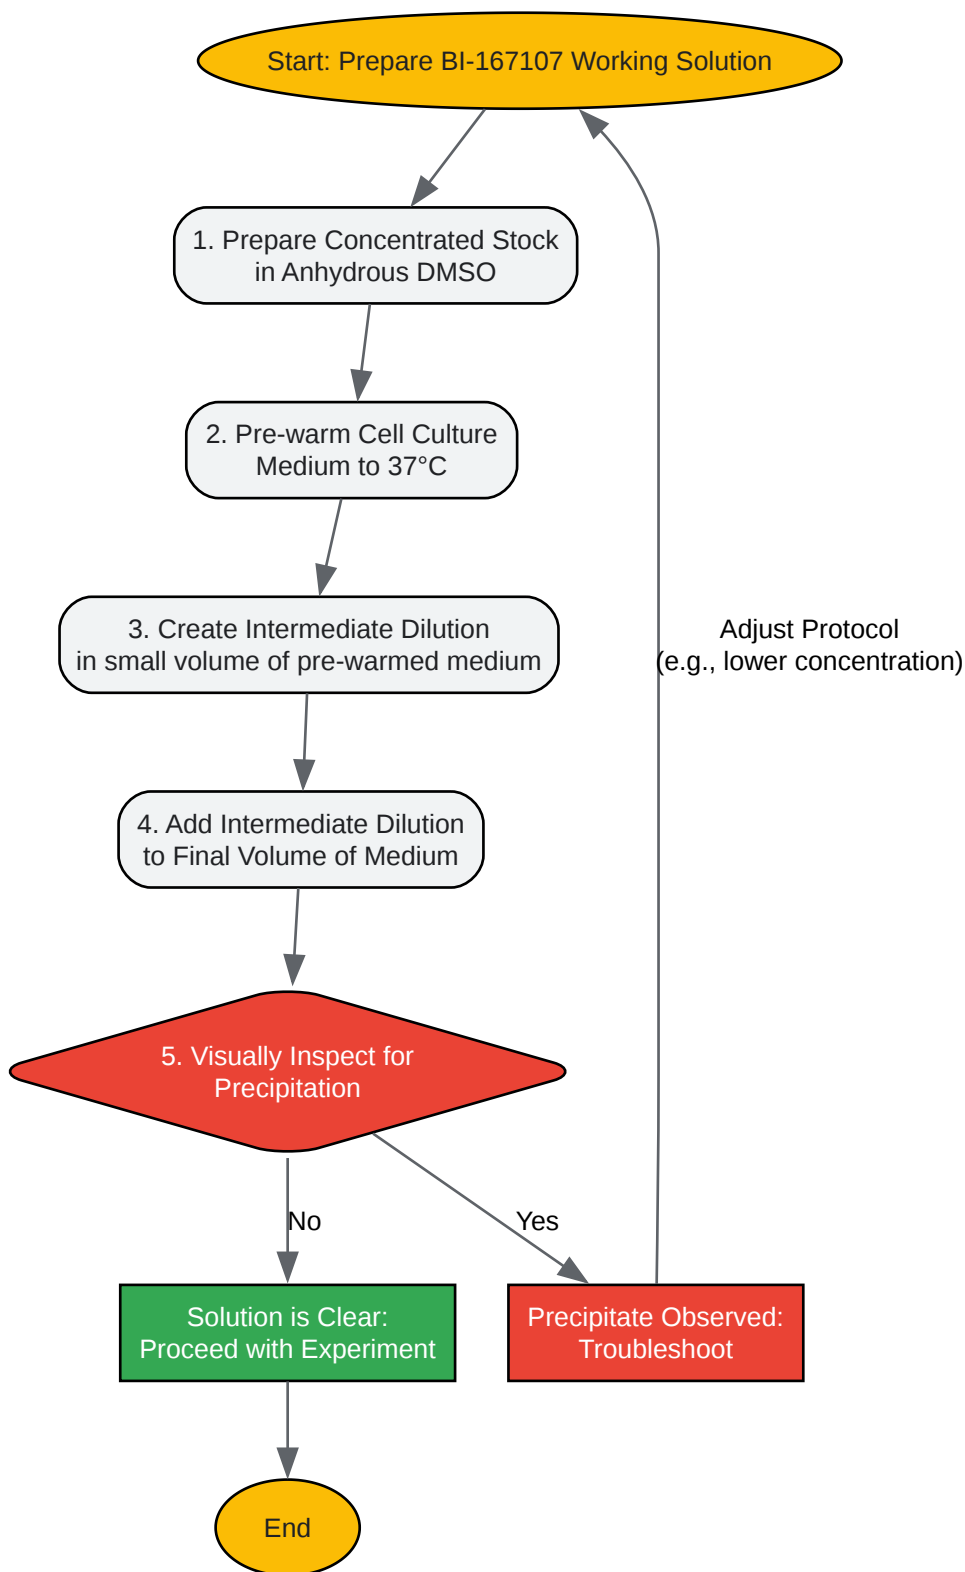 Start: Prepare BI-167107 Working Solution
1. Prepare Concentrated Stock
in Anhydrous DMSO
2. Pre-warm Cell Culture
Medium to 37°C
3. Create Intermediate Dilution
in small volume of pre-warmed medium
Adjust Protocol
(e.g., lower concentration)
4. Add Intermediate Dilution
to Final Volume of Medium
5. Visually Inspect for
Precipitation
No
Yes
Solution is Clear:
Proceed with Experiment
Precipitate Observed:
Troubleshoot
End